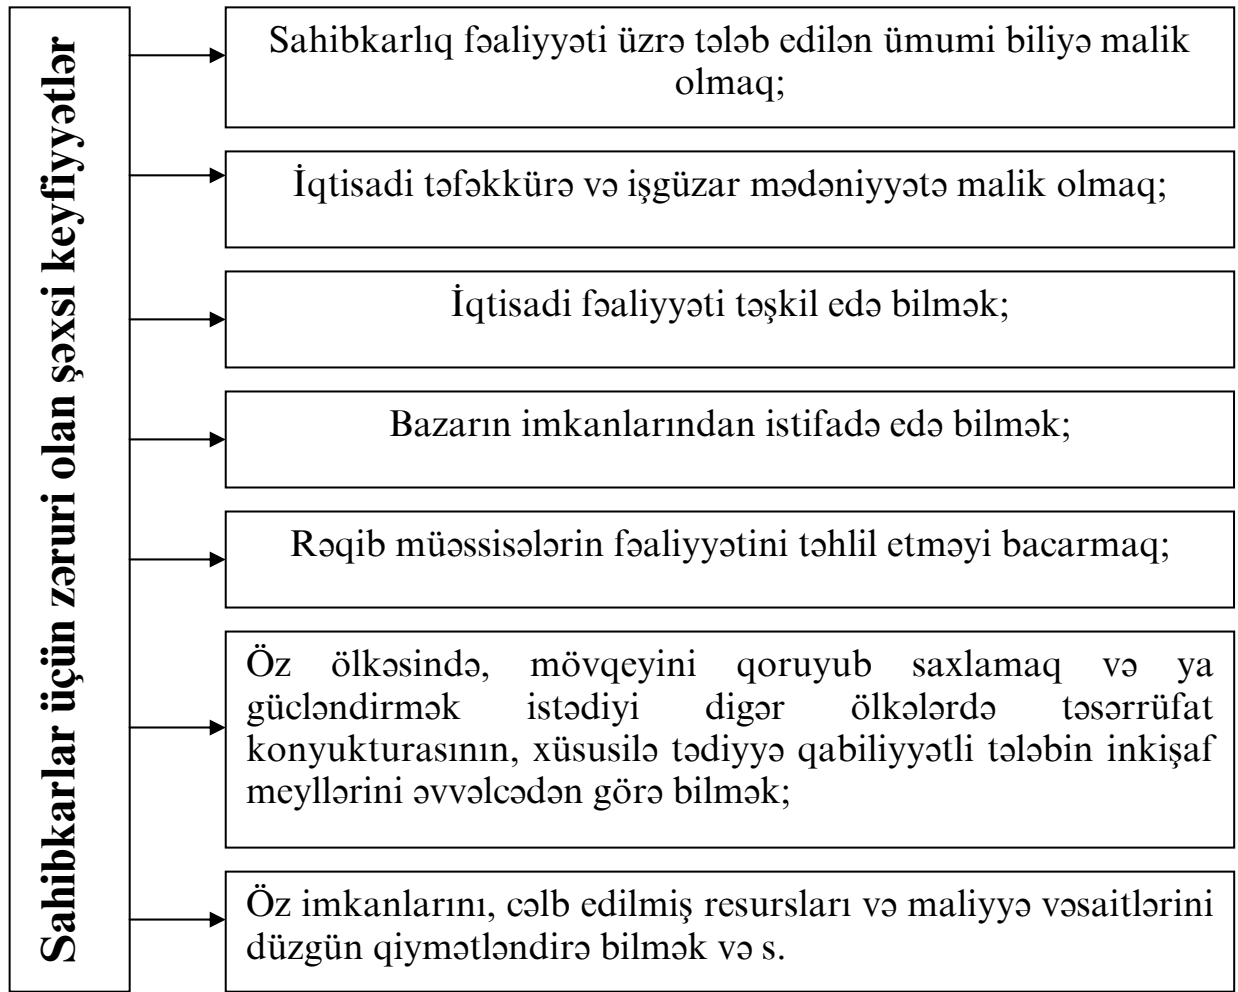 Sahibkarlar üçün zəruri olan şəxsi keyfiyyətlər
Sahibkarlıq fəaliyyəti üzrə tələb edilən ümumi biliyə malik
olmaq;
İqtisadi təfəkkürə və işgüzar mədəniyyətə malik olmaq;
İqtisadi fəaliyyəti təşkil edə bilmək;
Bazarın imkanlarından istifadə edə bilmək;
Rəqib müəssisələrin fəaliyyətini təhlil etməyi bacarmaq;
Öz ölkəsində, mövqeyini qoruyub saxlamaq və ya
gücləndirmək istədiyi digər ölkələrdə təsərrüfat
konyukturasının, xüsusilə tədiyyə qabiliyyətli tələbin inkişaf
meyllərini əvvəlcədən görə bilmək;
Öz imkanlarını, cəlb edilmiş resursları və maliyyə vəsaitlərini
düzgün qiymətləndirə bilmək və s.